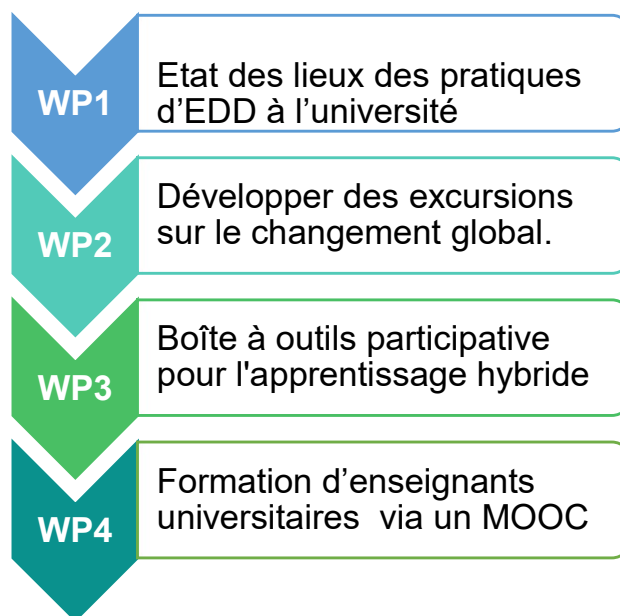 WP1
Etat des lieux des pratiques
d’EDD à l’université
WP2
Développer des excursions
sur le changement global.
WP3
Boîte à outils participative
pour l'apprentissage hybride
WP4
Formation d’enseignants
universitaires  via un MOOC